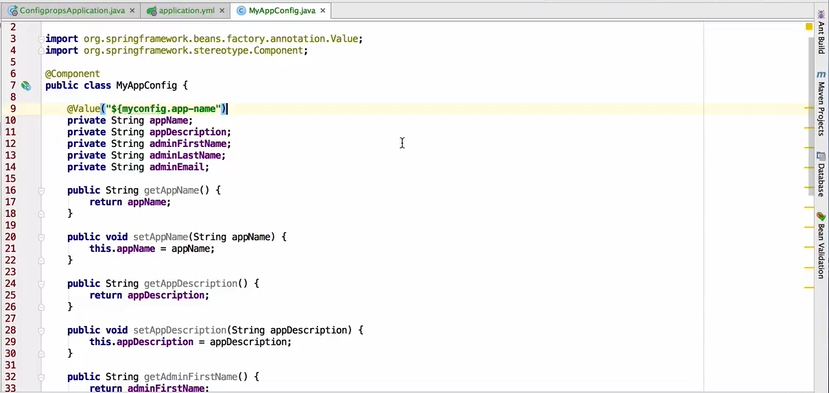 ConfigpropsApplication.java × application.yml × MyAppConfig.java ×
2
3 import org.springframework.beans.factory.annotation.Value;
4 import org.springframework.stereotype.Component;
5
6 @Component
7 public class MyAppConfig {
8
9 @Value("${myconfig.app-name")
10 private String appName;
11 private String appDescription;
12 private String adminFirstName;
13 private String adminLastName;
14 private String adminEmail;
15
16 public String getAppName() {
17 return appName;
18 }
19
20 public void setAppName(String appName) {
21 this.appName = appName;
22 }
23
24 public String getAppDescription() {
25 return appDescription;
26 }
27
28 public void setAppDescription(String appDescription) {
29 this.appDescription = appDescription;
30 }
31
32 public String getAdminFirstName() {
33 return adminFirstName;
Ant Build
Maven Projects
Database
Bean Validation